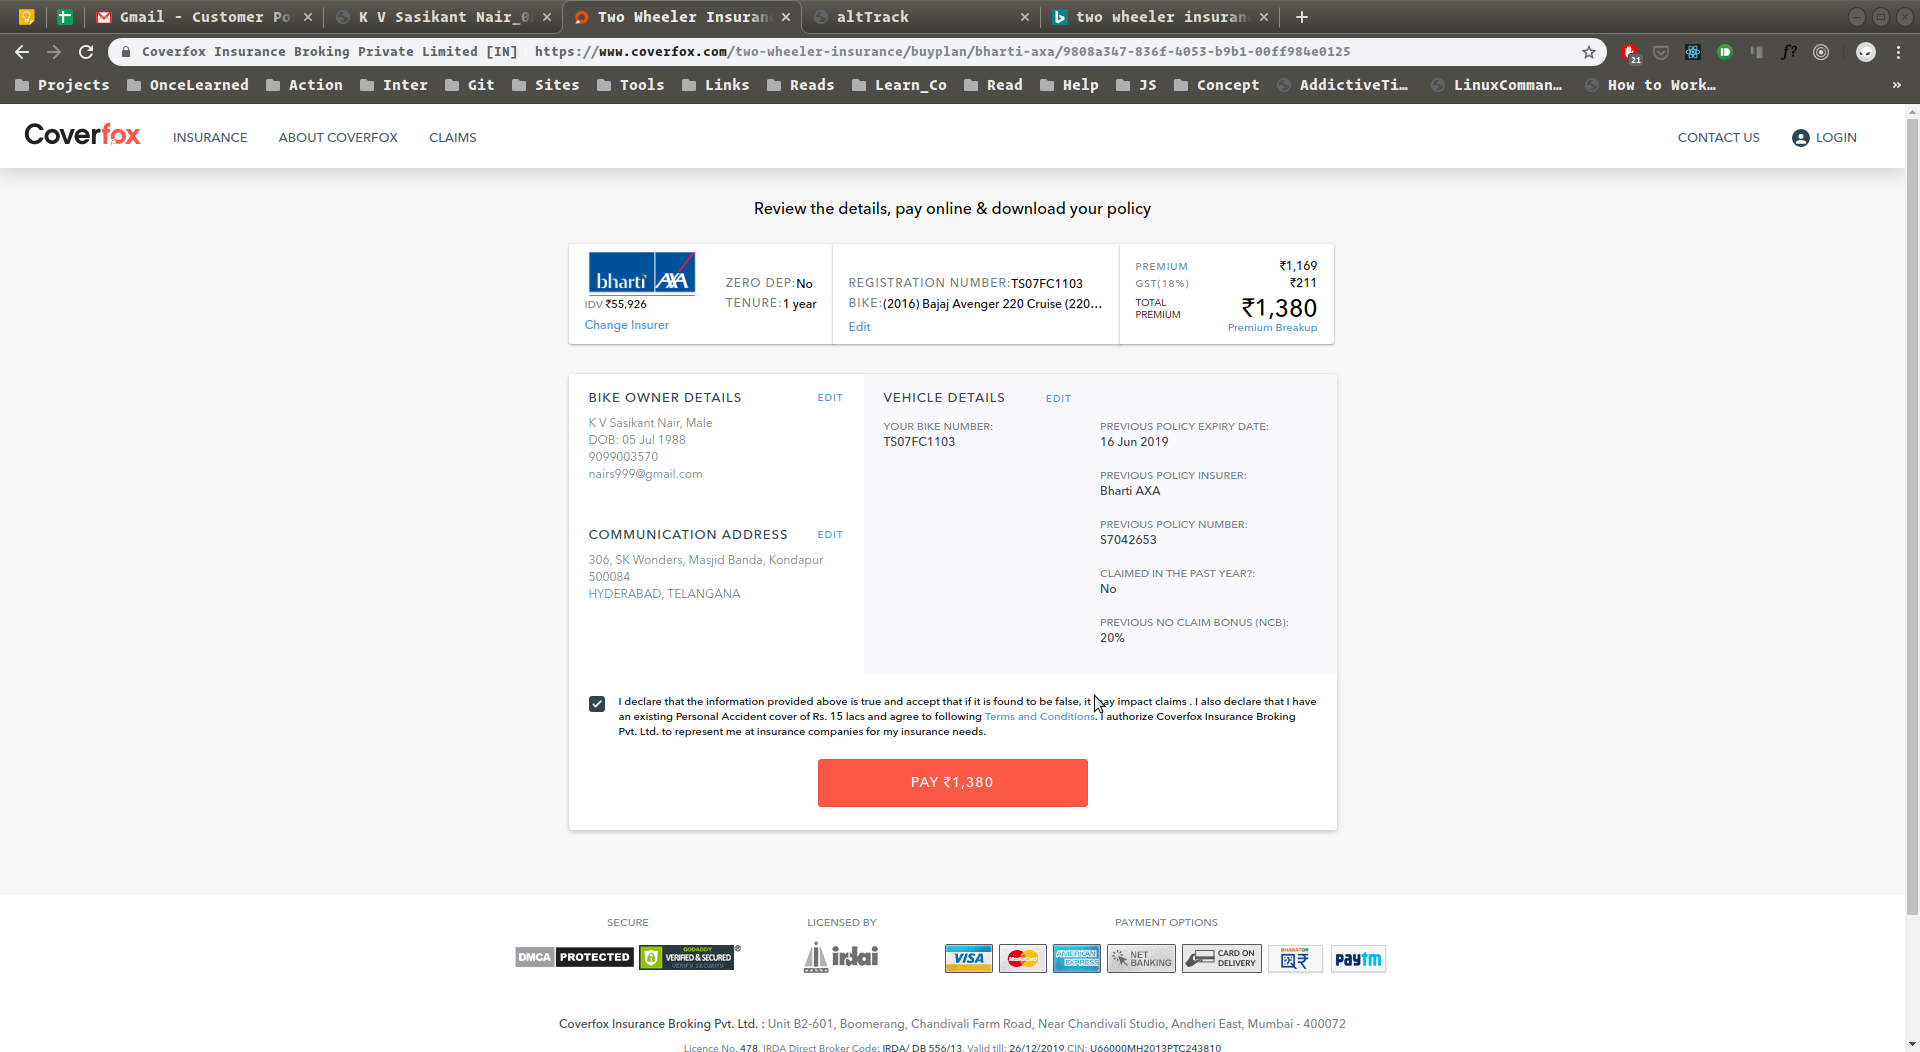 Gmail - Customer Po
K V Sasikant Nair_0
Two Wheeler Insuran
altTrack
two wheeler insuran
Coverfox Insurance Broking Private Limited [IN] https://www.coverfox.com/two-wheeler-insurance/buyplan/bharti-axa/9808a347-836f-4053-b9b1-00ff984e0125
21
f?
Projects OnceLearned Action Inter Git Sites Tools Links Reads Learn_Co Read Help JS Concept AddictiveTi... LinuxComman... How to Work... »
Coverfox INSURANCE ABOUT COVERFOX CLAIMS CONTACT US LOGIN
Review the details, pay online & download your policy
bharti AXA
IDV ₹55,926
Change Insurer
ZERO DEP:No
TENURE:1 year
REGISTRATION NUMBER:TS07FC1103
BIKE:(2016) Bajaj Avenger 220 Cruise (220...
Edit
PREMIUM ₹1,169
GST(18%) ₹211
TOTAL PREMIUM ₹1,380
Premium Breakup
BIKE OWNER DETAILS EDIT
K V Sasikant Nair, Male
DOB: 05 Jul 1988
9099003570
nairs999@gmail.com
COMMUNICATION ADDRESS EDIT
306, SK Wonders, Masjid Banda, Kondapur
500084
HYDERABAD, TELANGANA
VEHICLE DETAILS EDIT
YOUR BIKE NUMBER:
TS07FC1103
PREVIOUS POLICY EXPIRY DATE:
16 Jun 2019
PREVIOUS POLICY INSURER:
Bharti AXA
PREVIOUS POLICY NUMBER:
S7042653
CLAIMED IN THE PAST YEAR?:
No
PREVIOUS NO CLAIM BONUS (NCB):
20%
I declare that the information provided above is true and accept that if it is found to be false, it may impact claims . I also declare that I have
an existing Personal Accident cover of Rs. 15 lacs and agree to following Terms and Conditions. I authorize Coverfox Insurance Broking
Pvt. Ltd. to represent me at insurance companies for my insurance needs.
PAY ₹1,380
SECURE LICENSED BY PAYMENT OPTIONS
DMCA PROTECTED
GODADDY
VERIFIED & SECURED
VERIFY SECURITY
irdai
VISA
MasterCard
AMERICAN EXPRESS
NET BANKING
CARD ON DELIVERY
BHARATQR
Paytm
Coverfox Insurance Broking Pvt. Ltd. : Unit B2-601, Boomerang, Chandivali Farm Road, Near Chandivali Studio, Andheri East, Mumbai - 400072
Licence No. 478, IRDA Direct Broker Code: IRDA/ DB 556/13, Valid till: 26/12/2019,CIN: U66000MH2013PTC243810